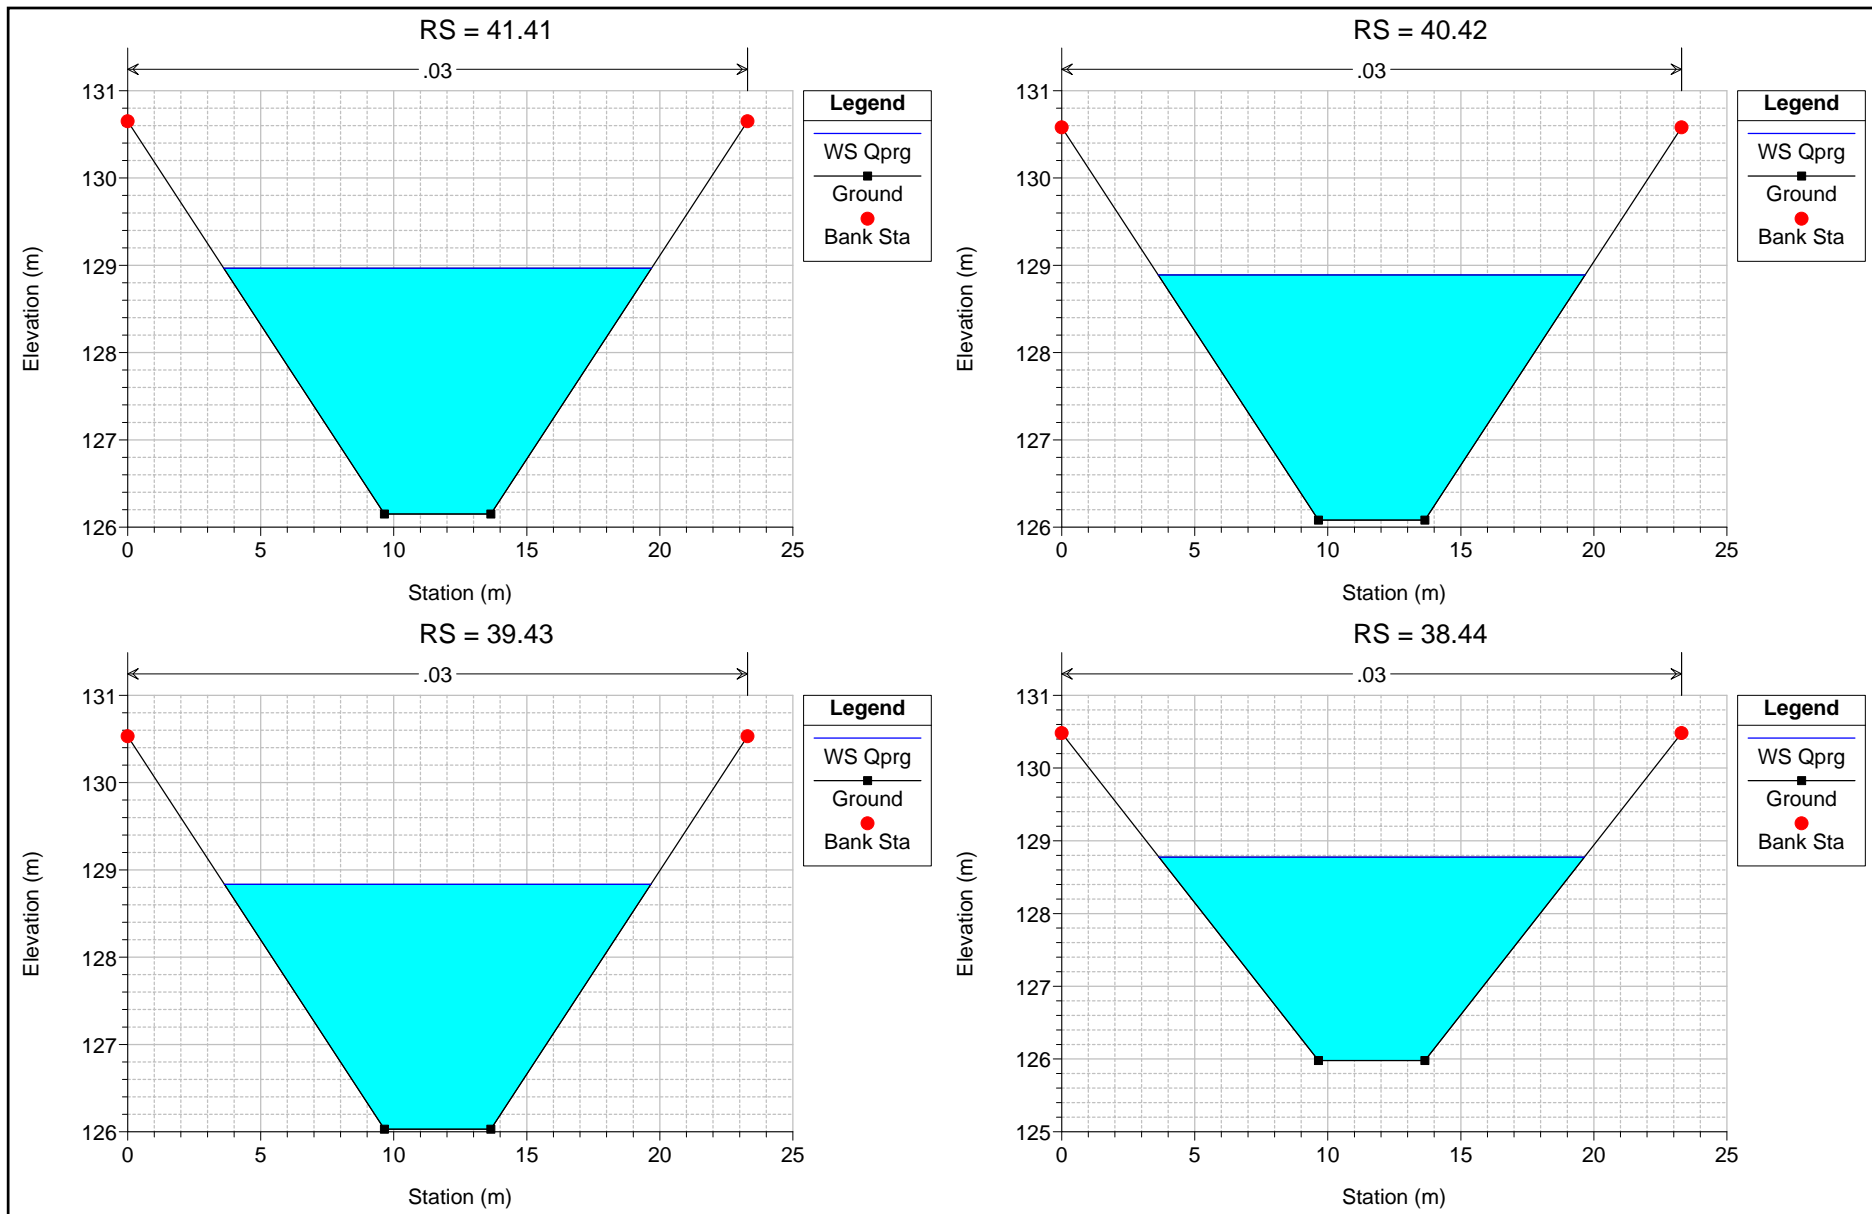 RS = 41.41
.03
131
130
129
128
127
126
0 5 10 15 20 25
Elevation (m)
Station (m)
Legend
WS Qprg
Ground
Bank Sta
RS = 40.42
.03
131
130
129
128
127
126
0 5 10 15 20 25
Elevation (m)
Station (m)
Legend
WS Qprg
Ground
Bank Sta
RS = 39.43
.03
131
130
129
128
127
126
0 5 10 15 20 25
Elevation (m)
Station (m)
Legend
WS Qprg
Ground
Bank Sta
RS = 38.44
.03
131
130
129
128
127
126
125
0 5 10 15 20 25
Elevation (m)
Station (m)
Legend
WS Qprg
Ground
Bank Sta